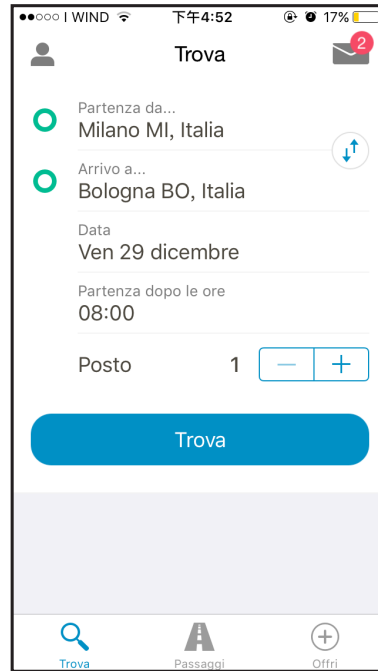 I WIND 下午4:52 17%
Trova
2
Partenza da...
Milano MI, Italia
Arrivo a...
Bologna BO, Italia
Data
Ven 29 dicembre
Partenza dopo le ore
08:00
Posto 1
Trova
Trova Passaggi Offri